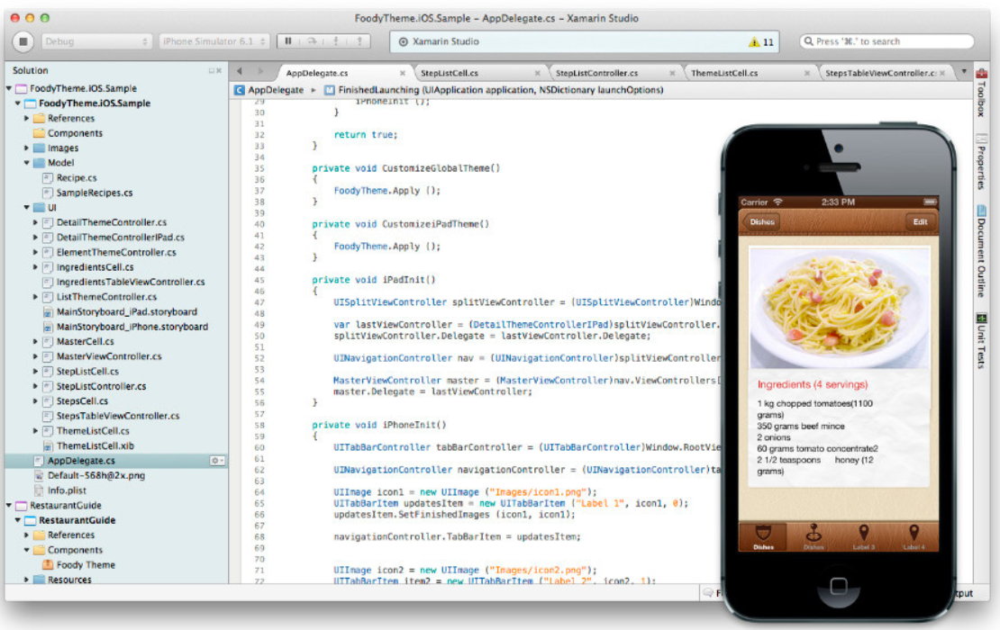 FoodyTheme.iOS.Sample – AppDelegate.cs – Xamarin Studio
Debug
iPhone Simulator 6.1
Xamarin Studio
11
Press '⌘.' to search
Solution
AppDelegate.cs
StepListCell.cs
StepListController.cs
ThemeListCell.cs
StepsTableViewController.c
AppDelegate
FinishedLaunching (UIApplication application, NSDictionary launchOptions)
FoodyTheme.iOS.Sample
FoodyTheme.iOS.Sample
References
Components
Images
Model
Recipe.cs
SampleRecipes.cs
UI
DetailThemeController.cs
DetailThemeControllerIPad.cs
ElementThemeController.cs
IngredientsCell.cs
IngredientsTableViewController.cs
ListThemeController.cs
MainStoryboard_iPad.storyboard
MainStoryboard_iPhone.storyboard
MasterCell.cs
MasterViewController.cs
StepListCell.cs
StepListController.cs
StepsCell.cs
StepsTableViewController.cs
ThemeListCell.cs
ThemeListCell.xib
AppDelegate.cs
Default-568h@2x.png
Info.plist
RestaurantGuide
RestaurantGuide
References
Components
Foody Theme
Resources
29 iPhoneInit ();
30 }
31
32 return true;
33 }
34
35 private void CustomizeGlobalTheme()
36 {
37 FoodyTheme.Apply ();
38 }
39
40 private void CustomizeiPadTheme()
41 {
42 FoodyTheme.Apply ();
43 }
44
45 private void iPadInit()
46 {
47 UISplitViewController splitViewController = (UISplitViewController)Windo
48
49 var lastViewController = (DetailThemeControllerIPad)splitViewController.
50 splitViewController.Delegate = lastViewController.Delegate;
51
52 UINavigationController nav = (UINavigationController)splitViewController
53
54 MasterViewController master = (MasterViewController)nav.ViewControllers[
55 master.Delegate = lastViewController;
56 }
57
58 private void iPhoneInit()
59 {
60 UITabBarController tabBarController = (UITabBarController)Window.RootVie
61
62 UINavigationController navigationController = (UINavigationController)ta
63
64 UIImage icon1 = new UIImage ("Images/icon1.png");
65 UITabBarItem updatesItem = new UITabBarItem ("Label 1", icon1, 0);
66 updatesItem.SetFinishedImages (icon1, icon1);
67
68 navigationController.TabBarItem = updatesItem;
69
70
71 UIImage icon2 = new UIImage ("Images/icon2.png");
72 UITabBarItem item2 = new UITabBarItem ("Label 2", icon2, 1);
Toolbox
Properties
Document Outline
Unit Tests
Carrier
2:33 PM
Dishes
Edit
Ingredients (4 servings)
1 kg chopped tomatoes(1100
grams)
350 grams beef mince
2 onions
60 grams tomato concentrate2
2 1/2 teaspoons honey (12
grams)
Dishes
Dishes
Label 3
Label 4
F
tput